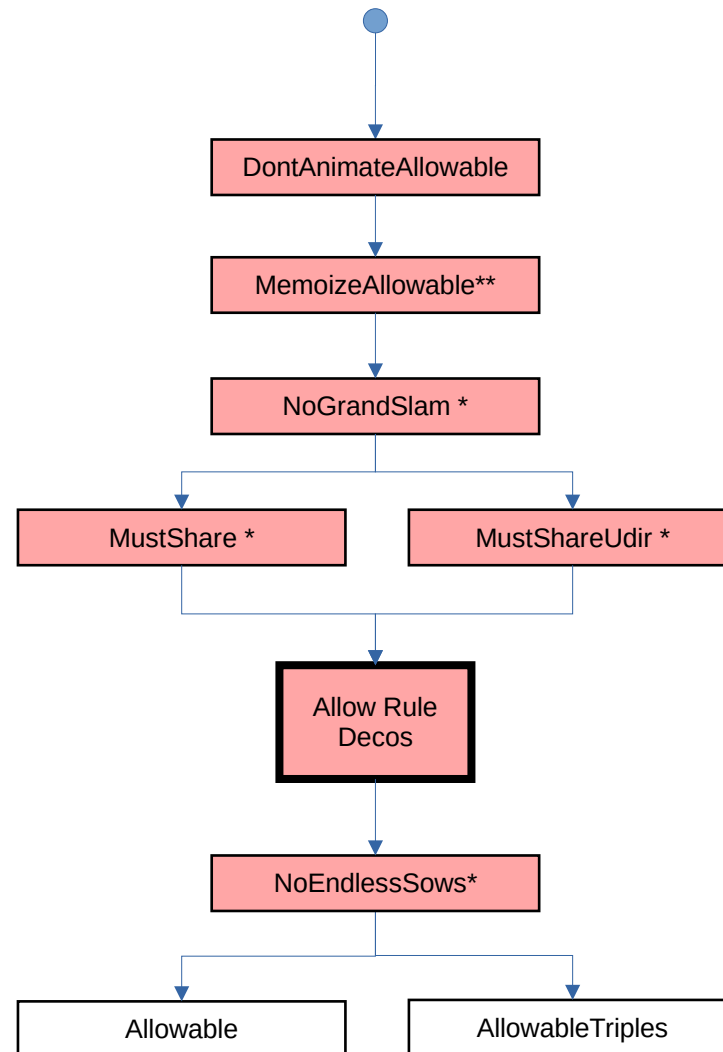 DontAnimateAllowable
MemoizeAllowable**
NoGrandSlam *
MustShare *
MustShareUdir *
Allow Rule
Decos
NoEndlessSows*
Allowable
AllowableTriples